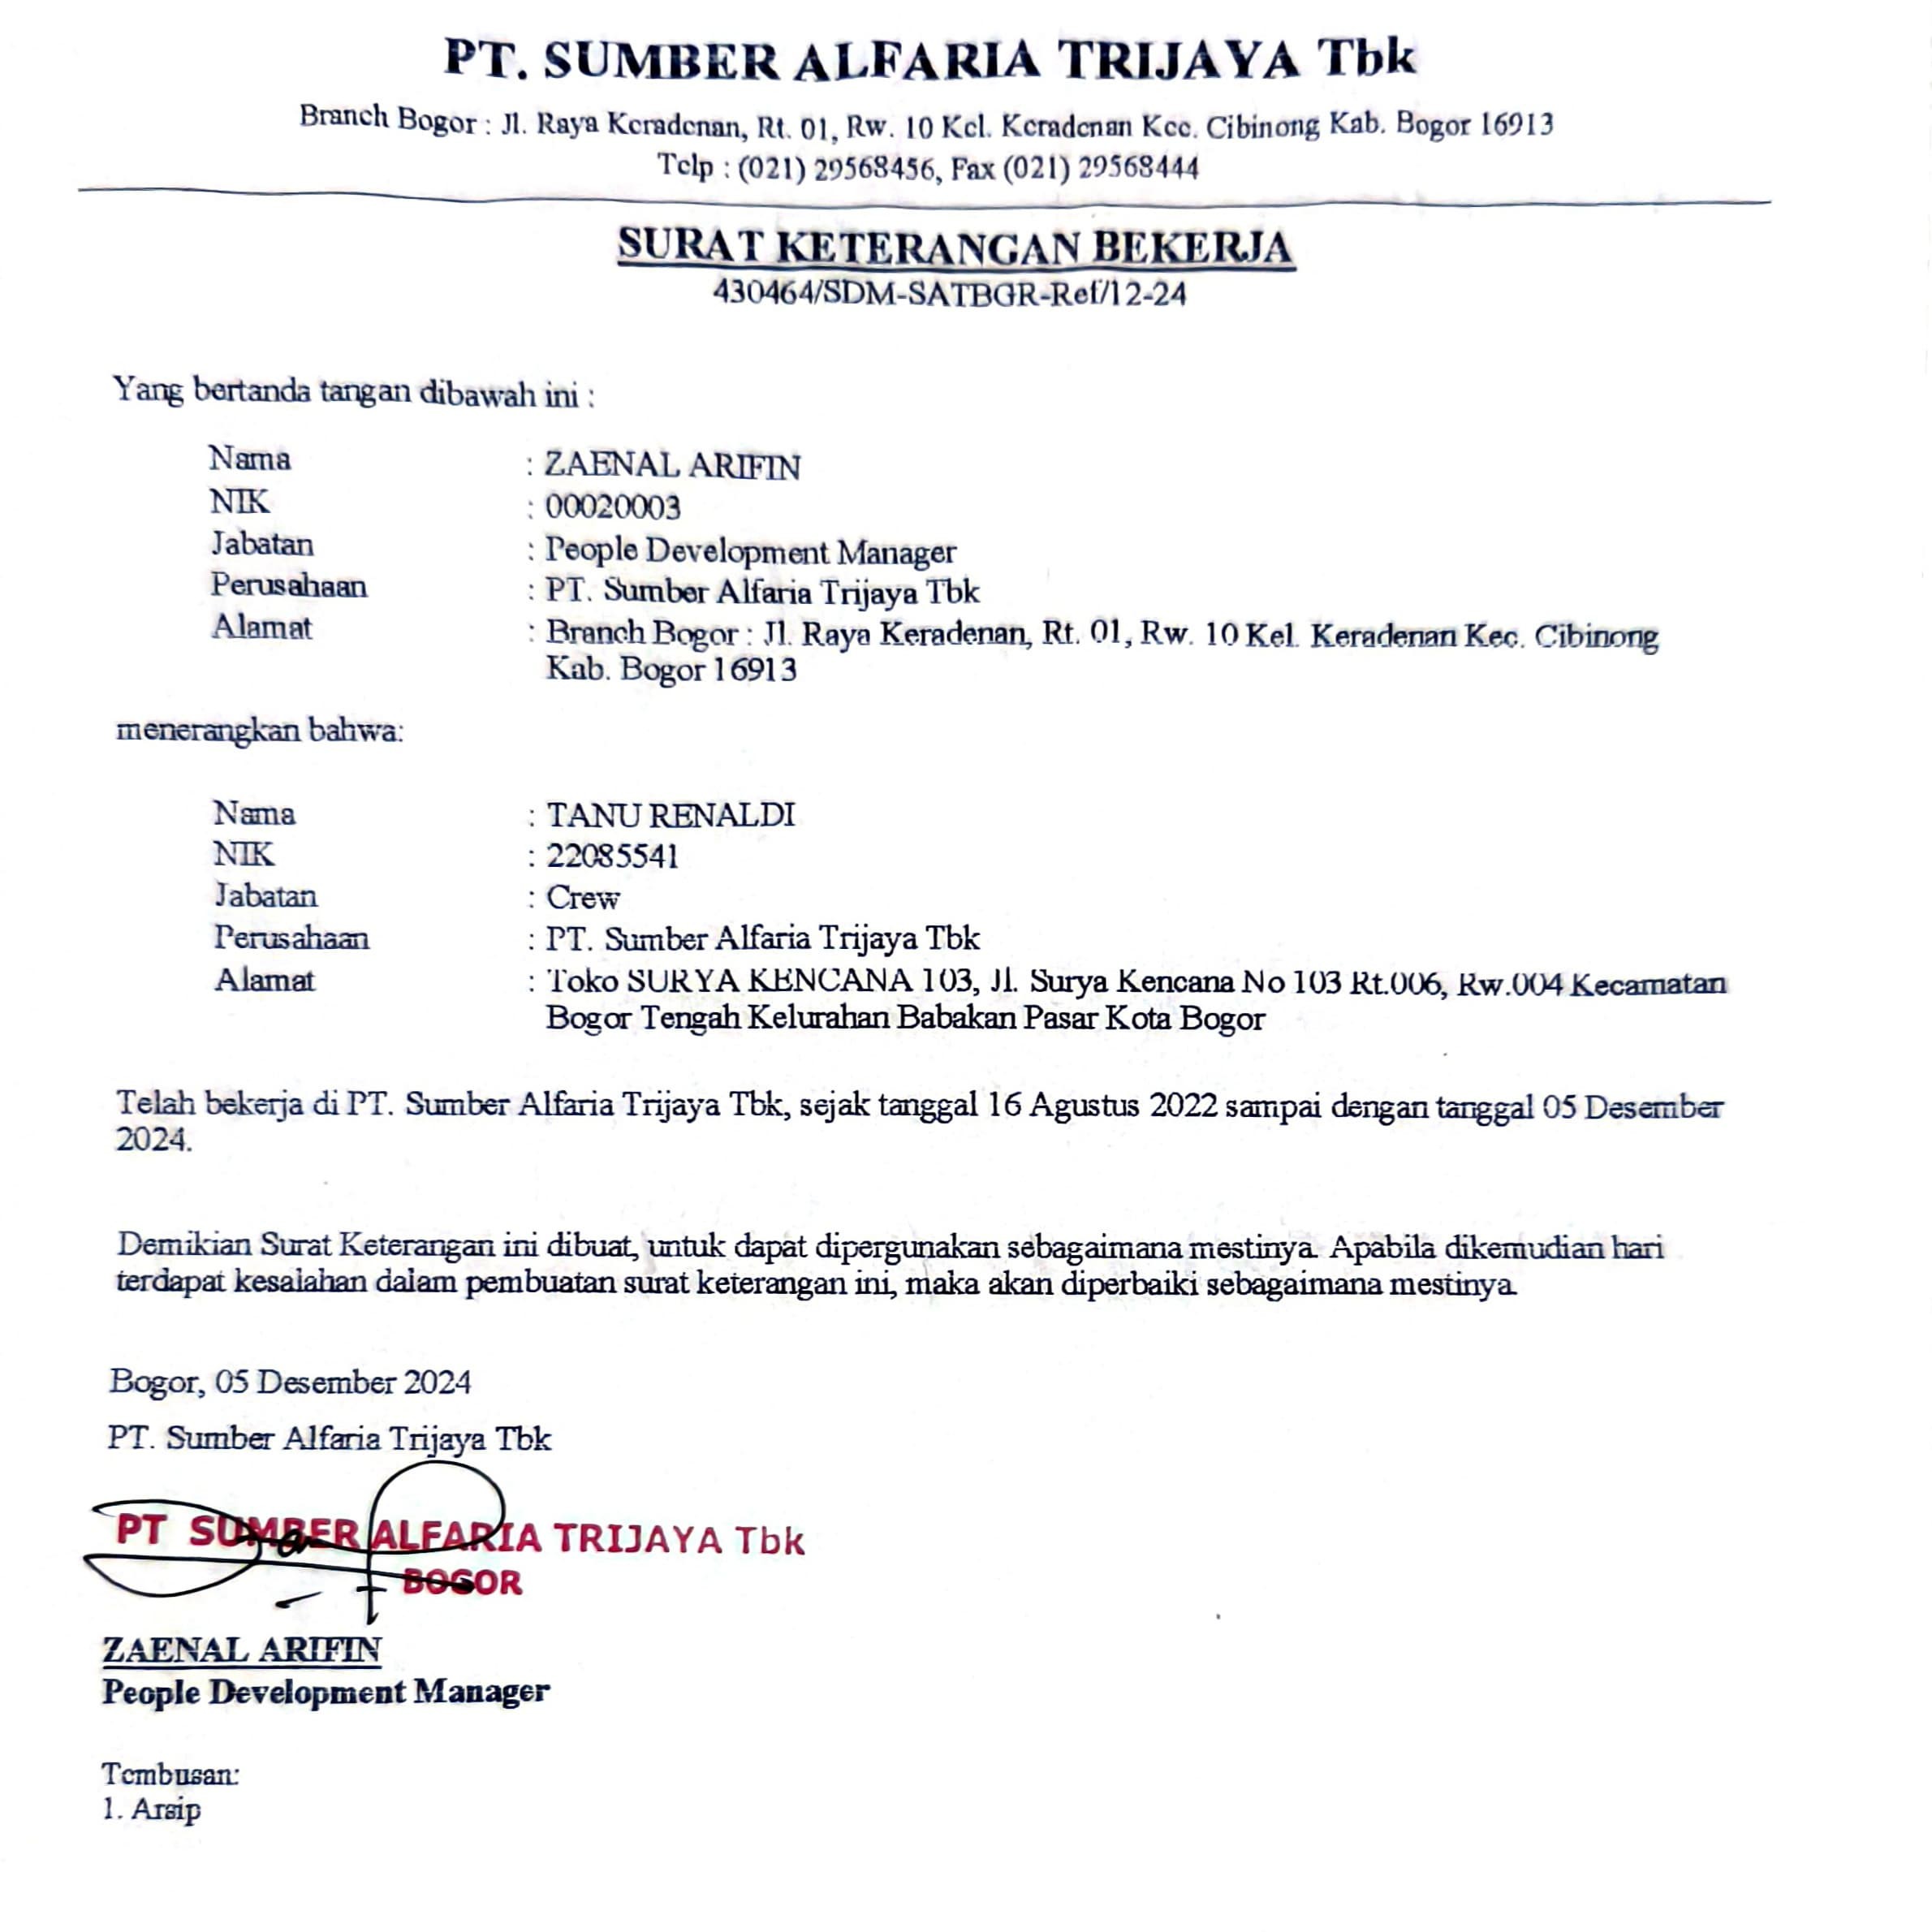 PT. SUMBER ALFARIA TRIJAYA Tbk
Branch Bogor : Jl. Raya Keradenan, Rt. 01, Rw. 10 Kel. Keradenan Kec. Cibinong Kab. Bogor 16913
Telp : (021) 29568456, Fax (021) 29568444
SURAT KETERANGAN BEKERJA
430464/SDM-SATBGR-Ref/12-24
Yang bertanda tangan dibawah ini :
Nama : ZAENAL ARIFIN
NIK : 00020003
Jabatan : People Development Manager
Perusahaan : PT. Sumber Alfaria Trijaya Tbk
Alamat : Branch Bogor : Jl. Raya Keradenan, Rt. 01, Rw. 10 Kel. Keradenan Kec. Cibinong
Kab. Bogor 16913
menerangkan bahwa:
Nama : TANU RENALDI
NIK : 22085541
Jabatan : Crew
Perusahaan : PT. Sumber Alfaria Trijaya Tbk
Alamat : Toko SURYA KENCANA 103, Jl. Surya Kencana No 103 Rt.006, Rw.004 Kecamatan
Bogor Tengah Kelurahan Babakan Pasar Kota Bogor
Telah bekerja di PT. Sumber Alfaria Trijaya Tbk, sejak tanggal 16 Agustus 2022 sampai dengan tanggal 05 Desember
2024.
Demikian Surat Keterangan ini dibuat, untuk dapat dipergunakan sebagaimana mestinya. Apabila dikemudian hari
terdapat kesalahan dalam pembuatan surat keterangan ini, maka akan diperbaiki sebagaimana mestinya.
Bogor, 05 Desember 2024
PT. Sumber Alfaria Trijaya Tbk
PT SUMBER ALFARIA TRIJAYA Tbk
BOGOR
ZAENAL ARIFIN
People Development Manager
Tembusan:
1. Arsip